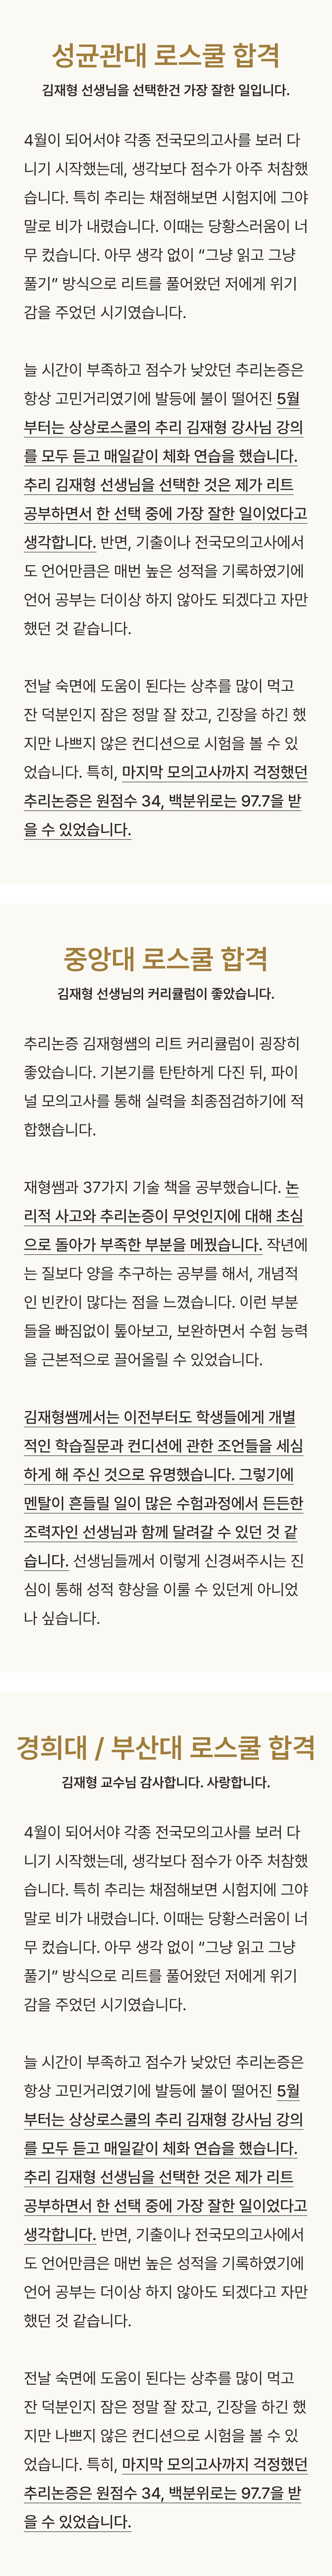 성균관대 로스쿨 합격
김재형 선생님을 선택한건 가장 잘한 일입니다.
4월이 되어서야 각종 전국모의고사를 보러 다
니기 시작했는데, 생각보다 점수가 아주 처참했
습니다. 특히 추리는 채점해보면 시험지에 그야
말로 비가 내렸습니다. 이때는 당황스러움이 너
무 컸습니다. 아무 생각 없이 “그냥 읽고 그냥
풀기” 방식으로 리트를 풀어왔던 저에게 위기
감을 주었던 시기였습니다.
늘 시간이 부족하고 점수가 낮았던 추리논증은
항상 고민거리였기에 발등에 불이 떨어진 5월
부터는 상상로스쿨의 추리 김재형 강사님 강의
를 모두 듣고 매일같이 체화 연습을 했습니다.
추리 김재형 선생님을 선택한 것은 제가 리트
공부하면서 한 선택 중에 가장 잘한 일이었다고
생각합니다. 반면, 기출이나 전국모의고사에서
도 언어만큼은 매번 높은 성적을 기록하였기에
언어 공부는 더이상 하지 않아도 되겠다고 자만
했던 것 같습니다.
전날 숙면에 도움이 된다는 상추를 많이 먹고
잔 덕분인지 잠은 정말 잘 잤고, 긴장을 하긴 했
지만 나쁘지 않은 컨디션으로 시험을 볼 수 있
었습니다. 특히, 마지막 모의고사까지 걱정했던
추리논증은 원점수 34, 백분위로는 97.7을 받
을 수 있었습니다.
중앙대 로스쿨 합격
김재형 선생님의 커리큘럼이 좋았습니다.
추리논증 김재형쌤의 리트 커리큘럼이 굉장히
좋았습니다. 기본기를 탄탄하게 다진 뒤, 파이
널 모의고사를 통해 실력을 최종점검하기에 적
합했습니다.
재형쌤과 37가지 기술 책을 공부했습니다. 논
리적 사고와 추리논증이 무엇인지에 대해 초심
으로 돌아가 부족한 부분을 메꿨습니다. 작년에
는 질보다 양을 추구하는 공부를 해서, 개념적
인 빈칸이 많다는 점을 느꼈습니다. 이런 부분
들을 빠짐없이 톺아보고, 보완하면서 수험 능력
을 근본적으로 끌어올릴 수 있었습니다.
김재형쌤께서는 이전부터도 학생들에게 개별
적인 학습질문과 컨디션에 관한 조언들을 세심
하게 해 주신 것으로 유명했습니다. 그렇기에
멘탈이 흔들릴 일이 많은 수험과정에서 든든한
조력자인 선생님과 함께 달려갈 수 있던 것 같
습니다. 선생님들께서 이렇게 신경써주시는 진
심이 통해 성적 향상을 이룰 수 있던게 아니었
나 싶습니다.
경희대 / 부산대 로스쿨 합격
김재형 교수님 감사합니다. 사랑합니다.
4월이 되어서야 각종 전국모의고사를 보러 다
니기 시작했는데, 생각보다 점수가 아주 처참했
습니다. 특히 추리는 채점해보면 시험지에 그야
말로 비가 내렸습니다. 이때는 당황스러움이 너
무 컸습니다. 아무 생각 없이 “그냥 읽고 그냥
풀기” 방식으로 리트를 풀어왔던 저에게 위기
감을 주었던 시기였습니다.
늘 시간이 부족하고 점수가 낮았던 추리논증은
항상 고민거리였기에 발등에 불이 떨어진 5월
부터는 상상로스쿨의 추리 김재형 강사님 강의
를 모두 듣고 매일같이 체화 연습을 했습니다.
추리 김재형 선생님을 선택한 것은 제가 리트
공부하면서 한 선택 중에 가장 잘한 일이었다고
생각합니다. 반면, 기출이나 전국모의고사에서
도 언어만큼은 매번 높은 성적을 기록하였기에
언어 공부는 더이상 하지 않아도 되겠다고 자만
했던 것 같습니다.
전날 숙면에 도움이 된다는 상추를 많이 먹고
잔 덕분인지 잠은 정말 잘 잤고, 긴장을 하긴 했
지만 나쁘지 않은 컨디션으로 시험을 볼 수 있
었습니다. 특히, 마지막 모의고사까지 걱정했던
추리논증은 원점수 34, 백분위로는 97.7을 받
을 수 있었습니다.